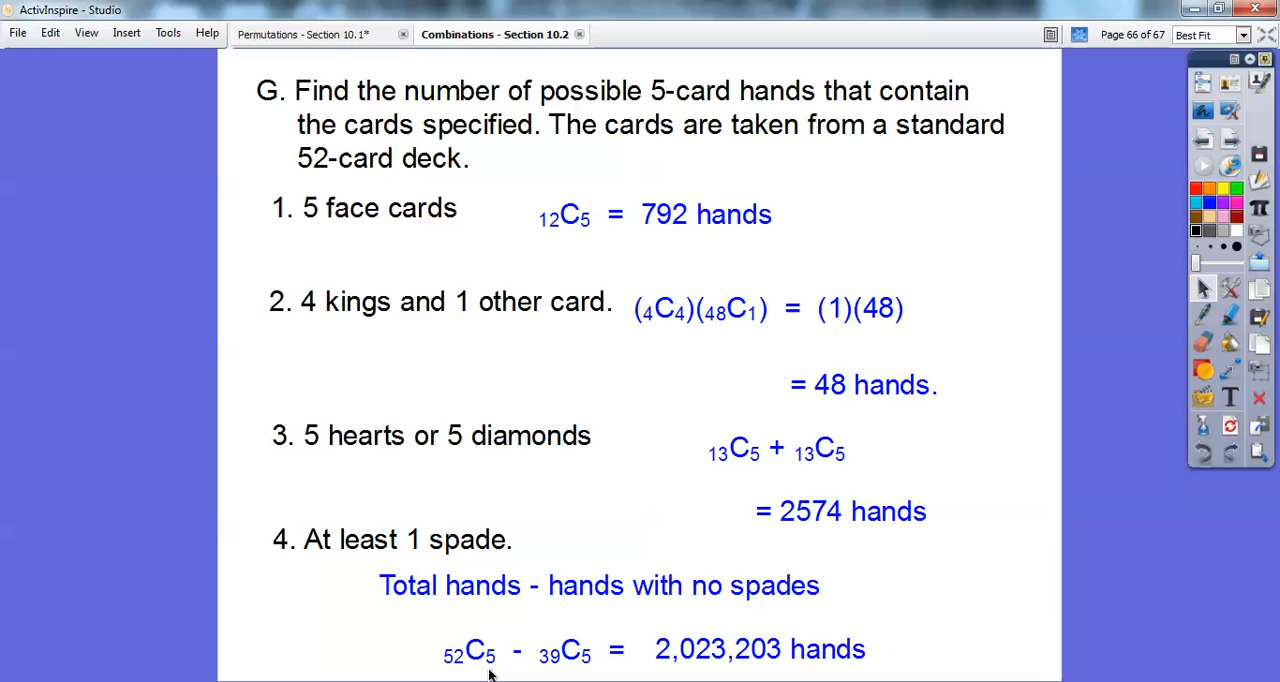 ActivInspire - Studio
File Edit View Insert Tools Help Permutations - Section 10.1* Combinations - Section 10.2 Page 66 of 67 Best Fit
G. Find the number of possible 5-card hands that contain
the cards specified. The cards are taken from a standard
52-card deck.
1. 5 face cards ₁₂C₅ = 792 hands
2. 4 kings and 1 other card. (₄C₄)(₄₈C₁) = (1)(48)
= 48 hands.
3. 5 hearts or 5 diamonds ₁₃C₅ + ₁₃C₅
= 2574 hands
4. At least 1 spade.
Total hands - hands with no spades
₅₂C₅ - ₃₉C₅ = 2,023,203 hands